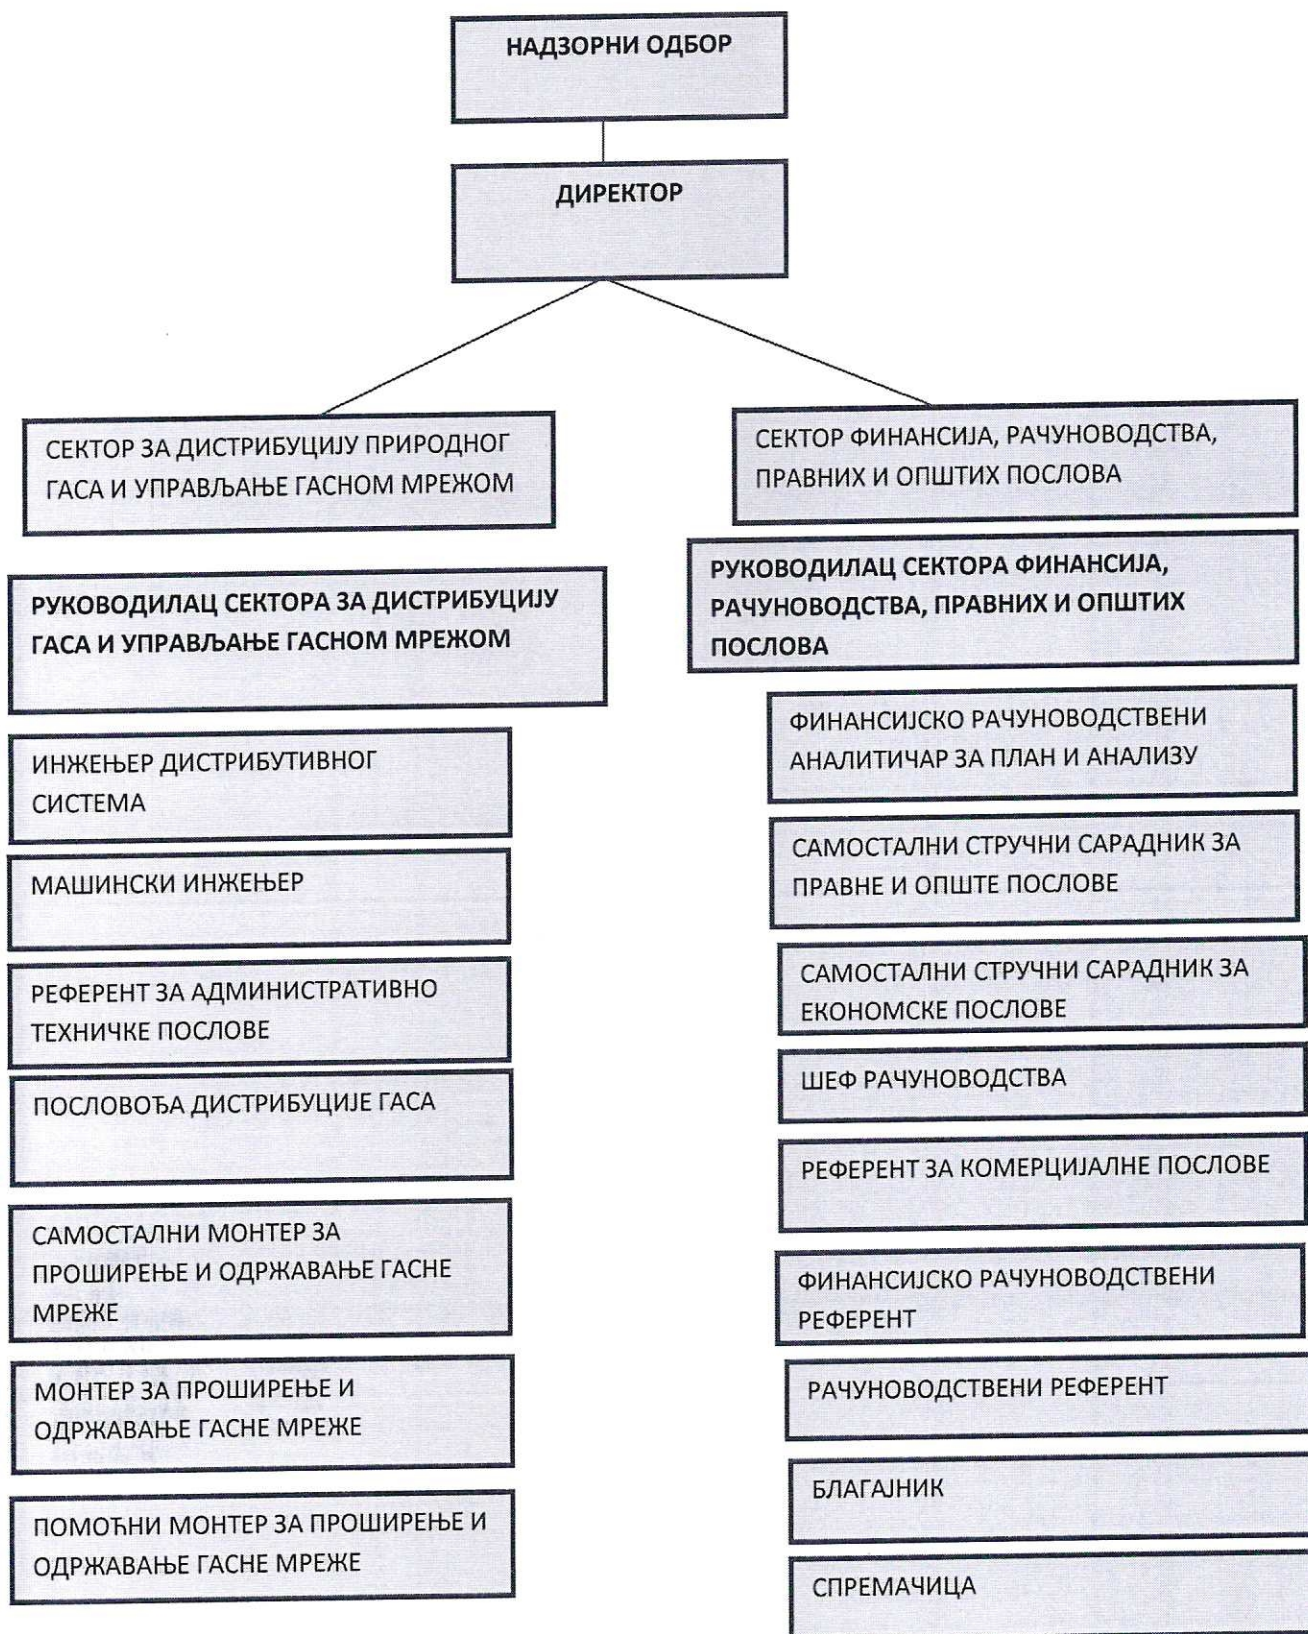 НАДЗОРНИ ОДБОР
ДИРЕКТОР
СЕКТОР ЗА ДИСТРИБУЦИЈУ ПРИРОДНОГ
ГАСА И УПРАВЉАЊЕ ГАСНОМ МРЕЖОМ
РУКОВОДИЛАЦ СЕКТОРА ЗА ДИСТРИБУЦИЈУ
ГАСА И УПРАВЉАЊЕ ГАСНОМ МРЕЖОМ
ИНЖЕЊЕР ДИСТРИБУТИВНОГ
СИСТЕМА
МАШИНСКИ ИНЖЕЊЕР
РЕФЕРЕНТ ЗА АДМИНИСТРАТИВНО
ТЕХНИЧКЕ ПОСЛОВЕ
ПОСЛОВОЂА ДИСТРИБУЦИЈЕ ГАСА
САМОСТАЛНИ МОНТЕР ЗА
ПРОШИРЕЊЕ И ОДРЖАВАЊЕ ГАСНЕ
МРЕЖЕ
МОНТЕР ЗА ПРОШИРЕЊЕ И
ОДРЖАВАЊЕ ГАСНЕ МРЕЖЕ
ПОМОЋНИ МОНТЕР ЗА ПРОШИРЕЊЕ И
ОДРЖАВАЊЕ ГАСНЕ МРЕЖЕ
СЕКТОР ФИНАНСИЈА, РАЧУНОВОДСТВА,
ПРАВНИХ И ОПШТИХ ПОСЛОВА
РУКОВОДИЛАЦ СЕКТОРА ФИНАНСИЈА,
РАЧУНОВОДСТВА, ПРАВНИХ И ОПШТИХ
ПОСЛОВА
ФИНАНСИЈСКО РАЧУНОВОДСТВЕНИ
АНАЛИТИЧАР ЗА ПЛАН И АНАЛИЗУ
САМОСТАЛНИ СТРУЧНИ САРАДНИК ЗА
ПРАВНЕ И ОПШТЕ ПОСЛОВЕ
САМОСТАЛНИ СТРУЧНИ САРАДНИК ЗА
ЕКОНОМСКЕ ПОСЛОВЕ
ШЕФ РАЧУНОВОДСТВА
РЕФЕРЕНТ ЗА КОМЕРЦИЈАЛНЕ ПОСЛОВЕ
ФИНАНСИЈСКО РАЧУНОВОДСТВЕНИ
РЕФЕРЕНТ
РАЧУНОВОДСТВЕНИ РЕФЕРЕНТ
БЛАГАЈНИК
СПРЕМАЧИЦА